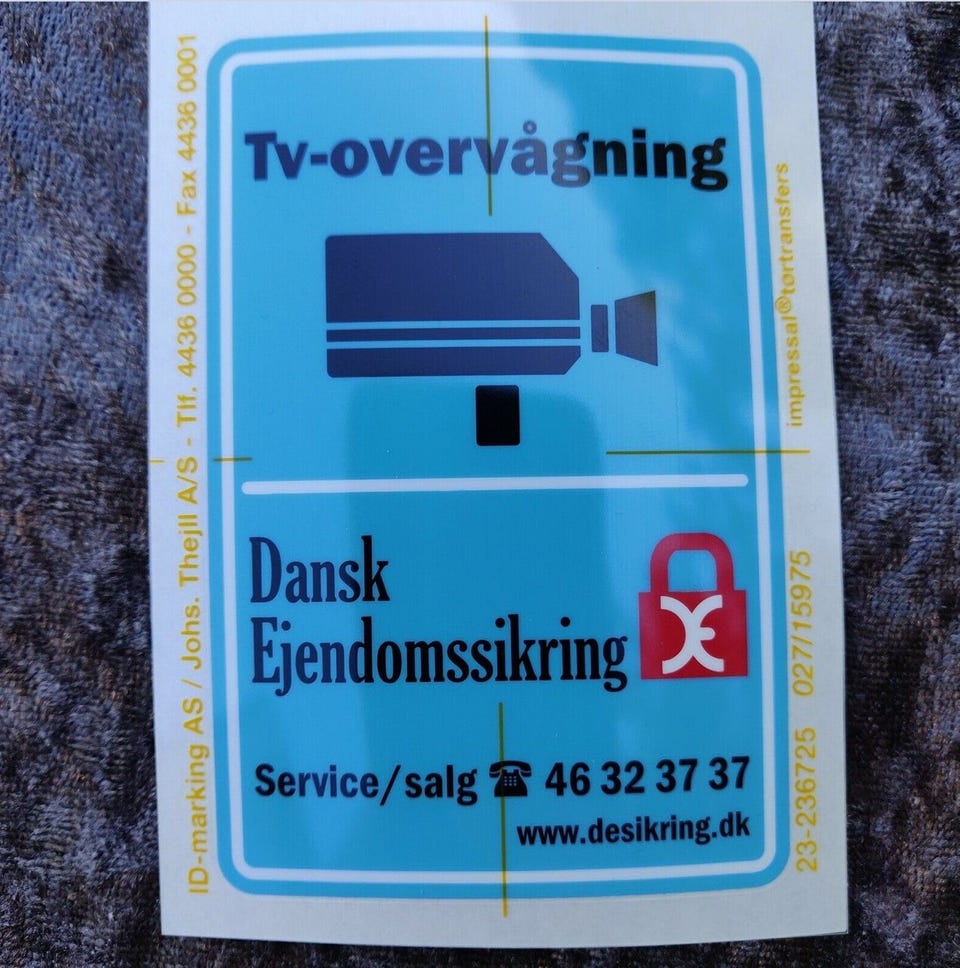 Tv-overvågning
Dansk
Ejendomssikring
Service/salg ☎ 46 32 37 37
www.desikring.dk
ID-marking AS / Johs. Thejll A/S - Tlf. 4436 0000 - Fax 4436 0001
impressal®tørtransfers
23-236725 027/15975